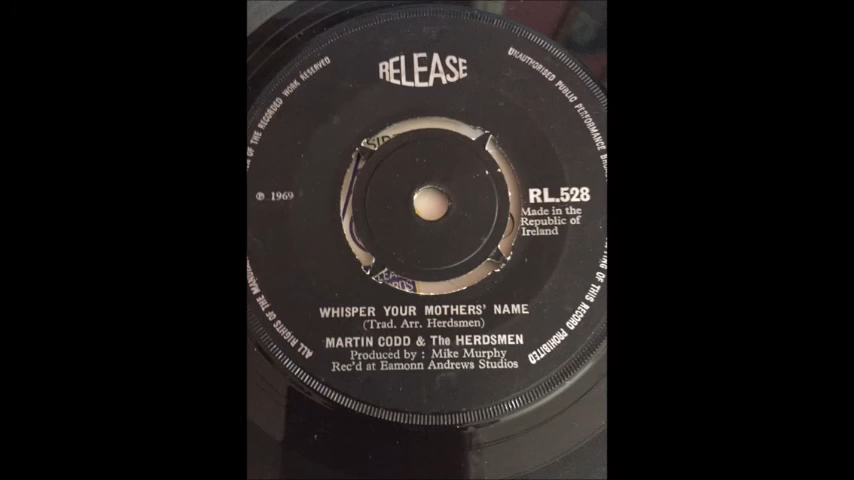 RELEASE
OF THE RECORDED WORK RESERVED
UNAUTHORISED PUBLIC PERFORMANCE
ALL RIGHTS OF THE
OF THIS RECORD PROHIBITED
℗ 1969
RL.528
Made in the
Republic of
Ireland
WHISPER YOUR MOTHERS' NAME
(Trad. Arr. Herdsmen)
MARTIN CODD & The HERDSMEN
Produced by : Mike Murphy
Rec'd at Eamonn Andrews Studios